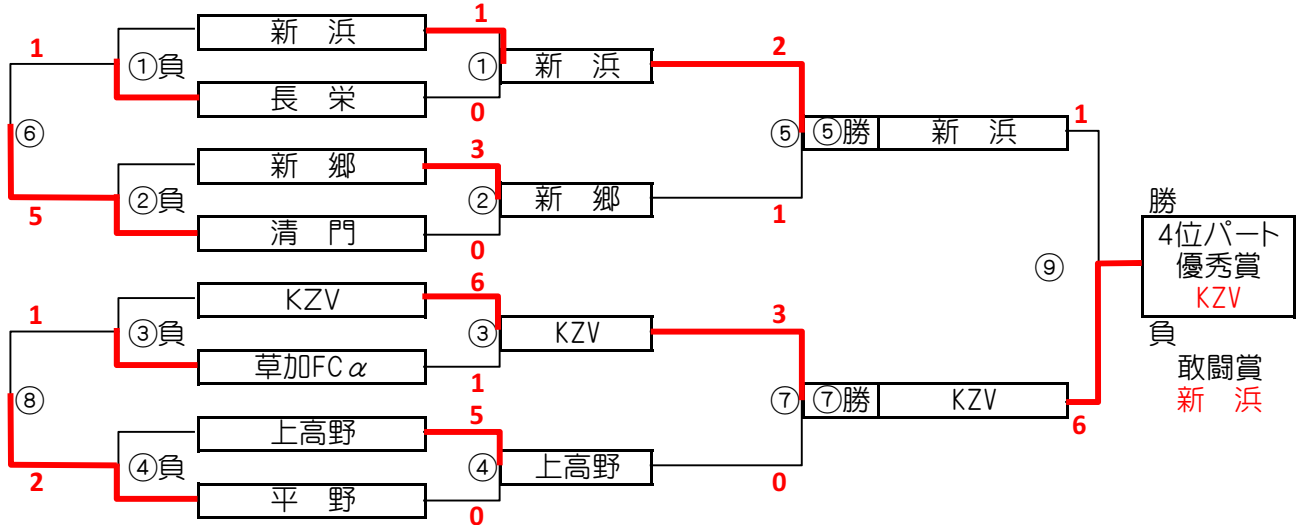 1
①負
新 浜
1
①
新 浜
2
長 栄
0
⑥
⑤
⑤勝
新 浜
1
5
②負
新 郷
3
②
新 郷
1
清 門
0
⑨
勝
4位パート
優秀賞
KZV
負
敢闘賞
新 浜
1
③負
KZV
6
③
KZV
3
草加FCα
1
⑧
⑦
⑦勝
KZV
6
2
④負
上高野
5
④
上高野
0
平 野
0